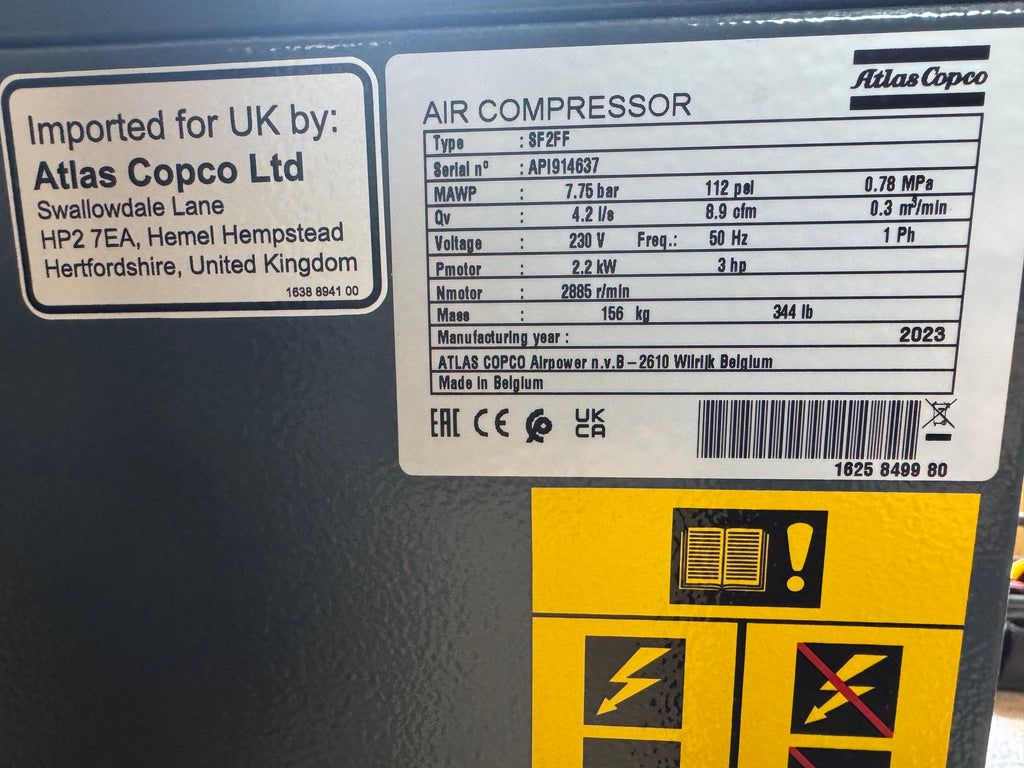 Imported for UK by:
Atlas Copco Ltd
Swallowdale Lane
HP2 7EA, Hemel Hempstead
Hertfordshire, United Kingdom
1638 8941 00
Atlas Copco
AIR COMPRESSOR
Type : SF2FF
Serial nº : API914637
MAWP : 7.75 bar 112 psi 0.78 MPa
Qv : 4.2 l/s 8.9 cfm 0.3 m³/min
Voltage : 230 V Freq.: 50 Hz 1 Ph
Pmotor : 2.2 kW 3 hp
Nmotor : 2885 r/min
Mass : 156 kg 344 lb
Manufacturing year : 2023
ATLAS COPCO Airpower n.v.B – 2610 Wilrijk Belgium
Made in Belgium
EAC CE UK CA
1625 8499 80